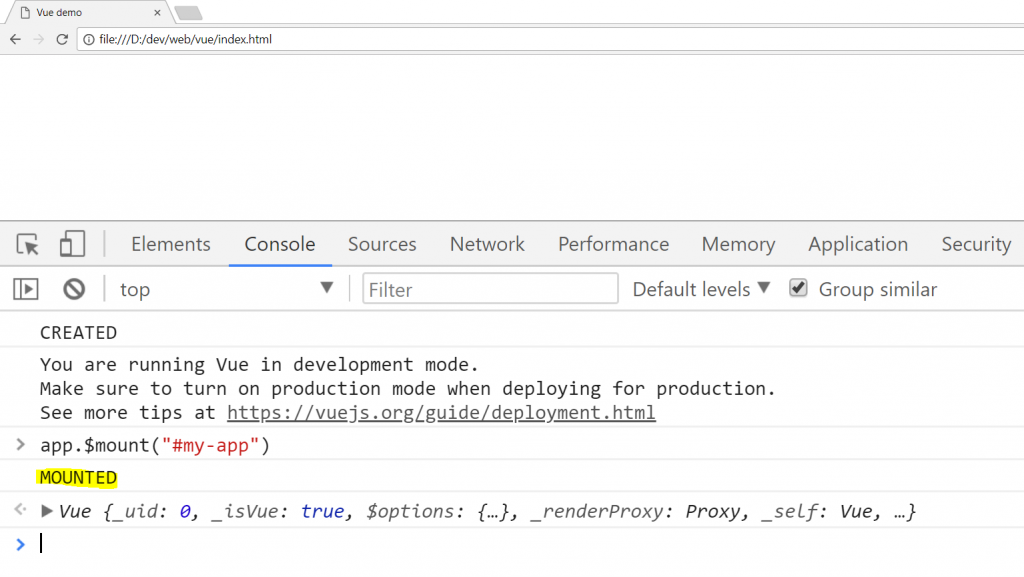 Vue demo
file:///D:/dev/web/vue/index.html
Elements Console Sources Network Performance Memory Application Security
top Filter Default levels Group similar
CREATED
You are running Vue in development mode.
Make sure to turn on production mode when deploying for production.
See more tips at https://vuejs.org/guide/deployment.html
app.$mount("#my-app")
MOUNTED
Vue {_uid: 0, _isVue: true, $options: {…}, _renderProxy: Proxy, _self: Vue, …}